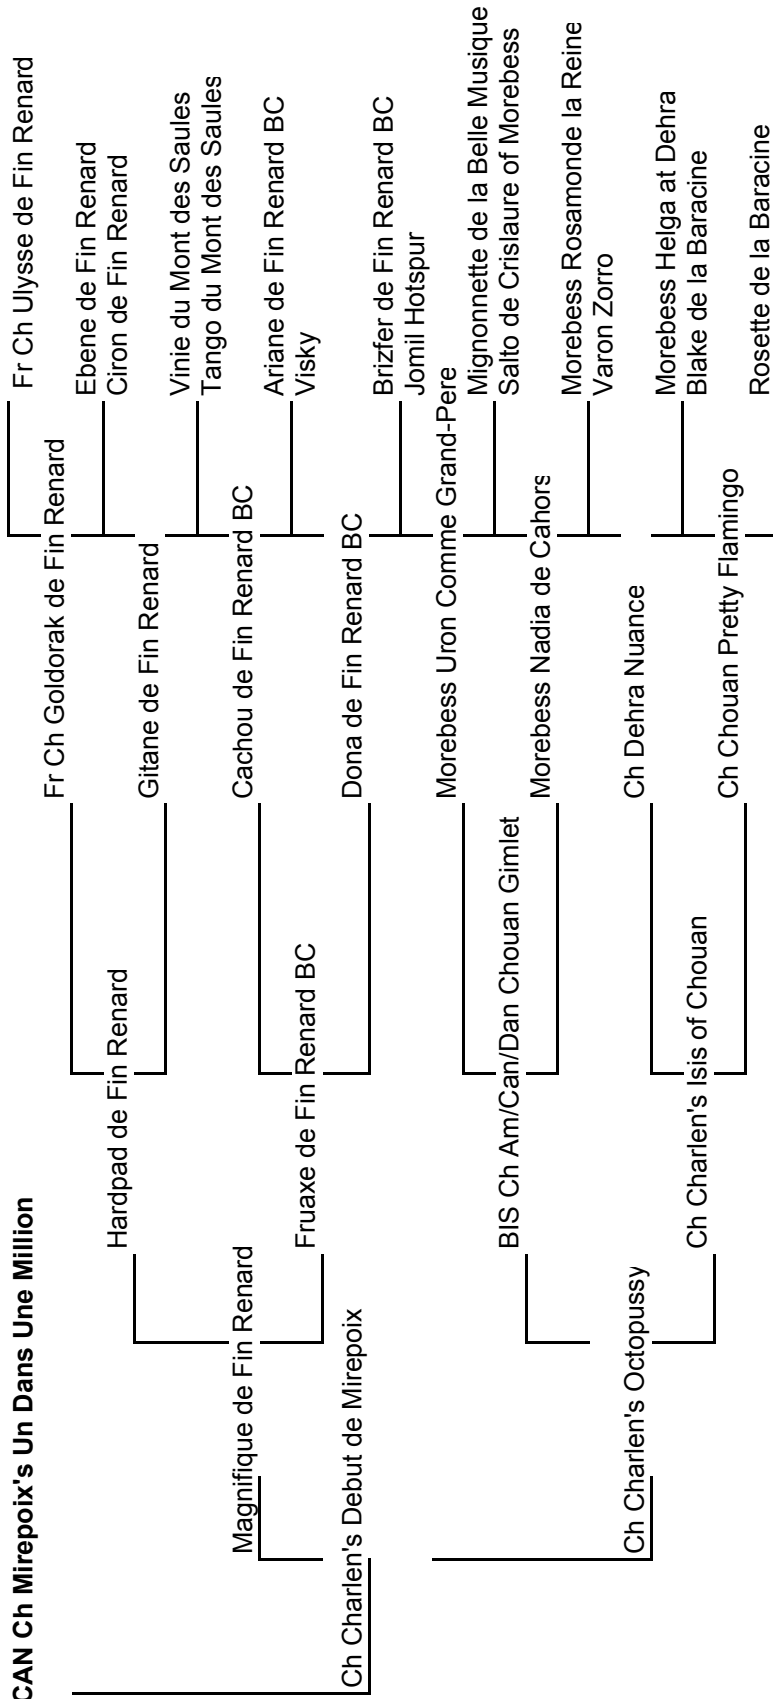 CAN Ch Mirepoix's Un Dans Une Million
Ch Charlen's Debut de Mirepoix
Magnifique de Fin Renard
Ch Charlen's Octopussy
Hardpad de Fin Renard
Fruaxe de Fin Renard BC
BIS Ch Am/Can/Dan Chouan Gimlet
Ch Charlen's Isis of Chouan
Fr Ch Goldorak de Fin Renard
Gitane de Fin Renard
Cachou de Fin Renard BC
Dona de Fin Renard BC
Morebess Uron Comme Grand-Pere
Morebess Nadia de Cahors
Ch Dehra Nuance
Ch Chouan Pretty Flamingo
Fr Ch Ulysse de Fin Renard
Ebene de Fin Renard
Ciron de Fin Renard
Vinie du Mont des Saules
Tango du Mont des Saules
Ariane de Fin Renard BC
Visky
Brizfer de Fin Renard BC
Jomil Hotspur
Mignonnette de la Belle Musique
Salto de Crislaure of Morebess
Morebess Rosamonde la Reine
Varon Zorro
Morebess Helga at Dehra
Blake de la Baracine
Rosette de la Baracine